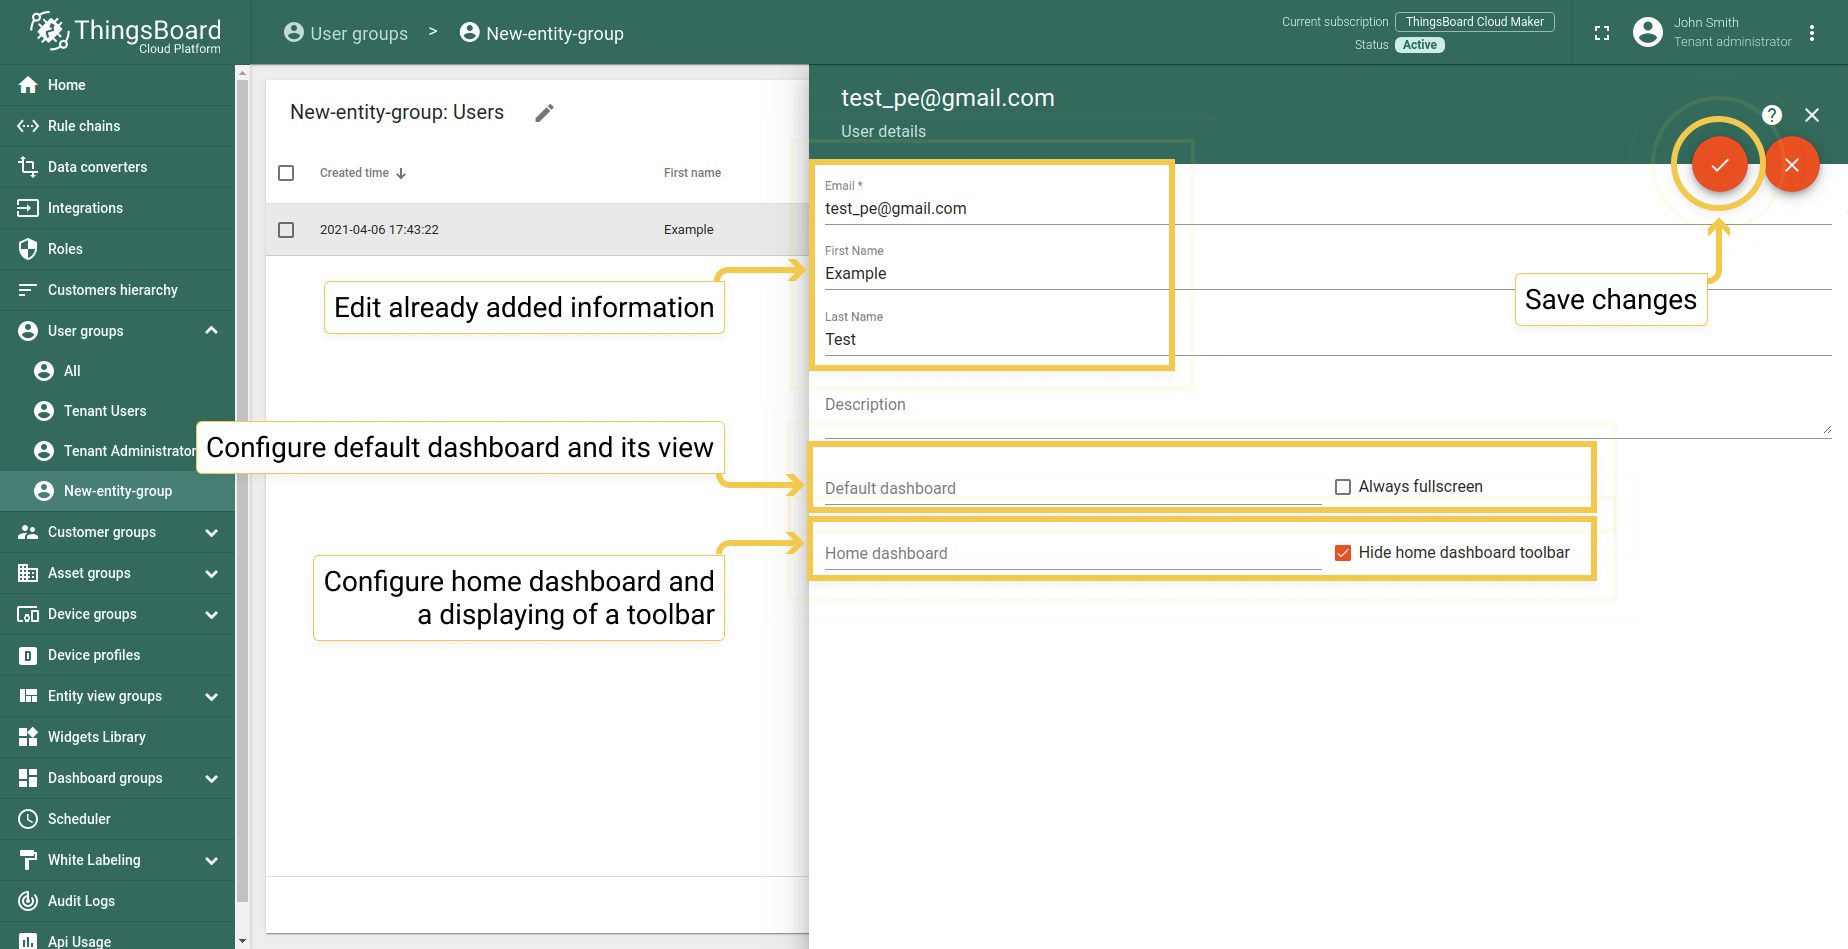 ThingsBoard
Cloud Platform
User groups > New-entity-group
Current subscription ThingsBoard Cloud Maker
Status Active
John Smith
Tenant administrator
Home
Rule chains
Data converters
Integrations
Roles
Customers hierarchy
User groups
All
Tenant Users
Tenant Administrator
New-entity-group
Customer groups
Asset groups
Device groups
Device profiles
Entity view groups
Widgets Library
Dashboard groups
Scheduler
White Labeling
Audit Logs
Api Usage
New-entity-group: Users
Created time First name
2021-04-06 17:43:22 Example
Edit already added information
Configure default dashboard and its view
Configure home dashboard and
a displaying of a toolbar
test_pe@gmail.com
User details
Email *
test_pe@gmail.com
First Name
Example
Last Name
Test
Save changes
Description
Default dashboard Always fullscreen
Home dashboard Hide home dashboard toolbar